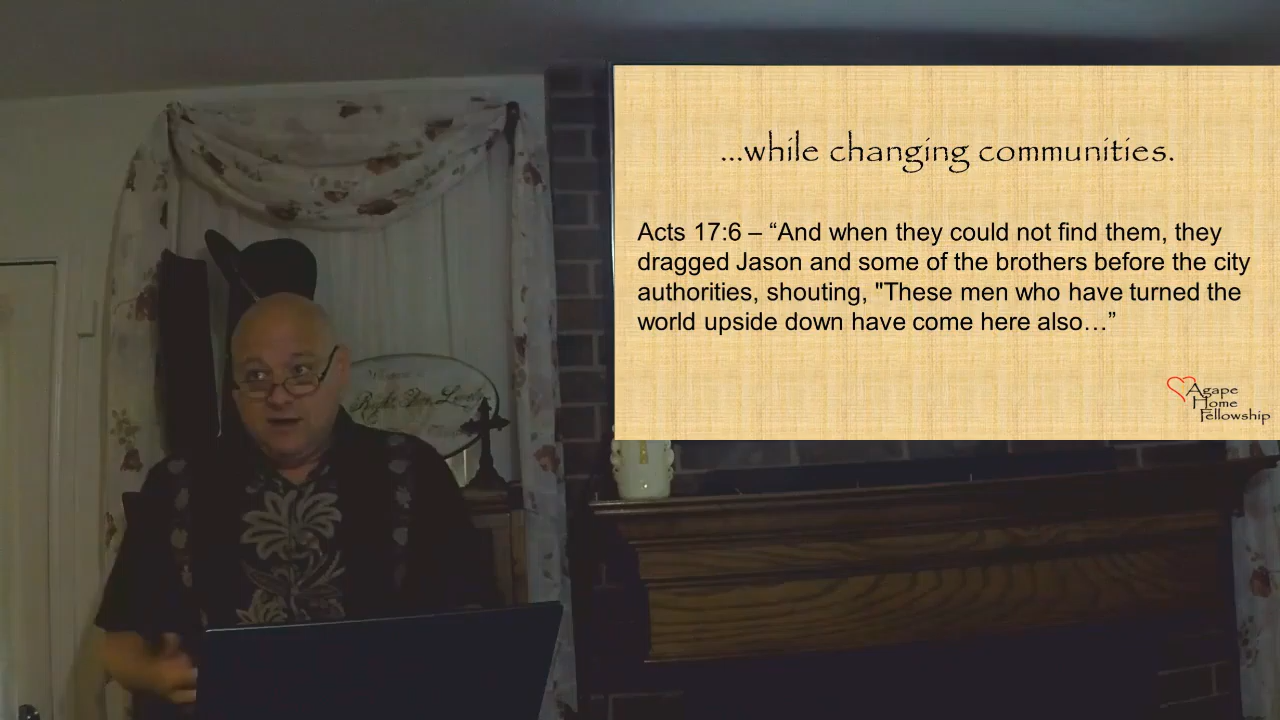 ...while changing communities.
Acts 17:6 – “And when they could not find them, they
dragged Jason and some of the brothers before the city
authorities, shouting, "These men who have turned the
world upside down have come here also…”
Agape
Home
Fellowship